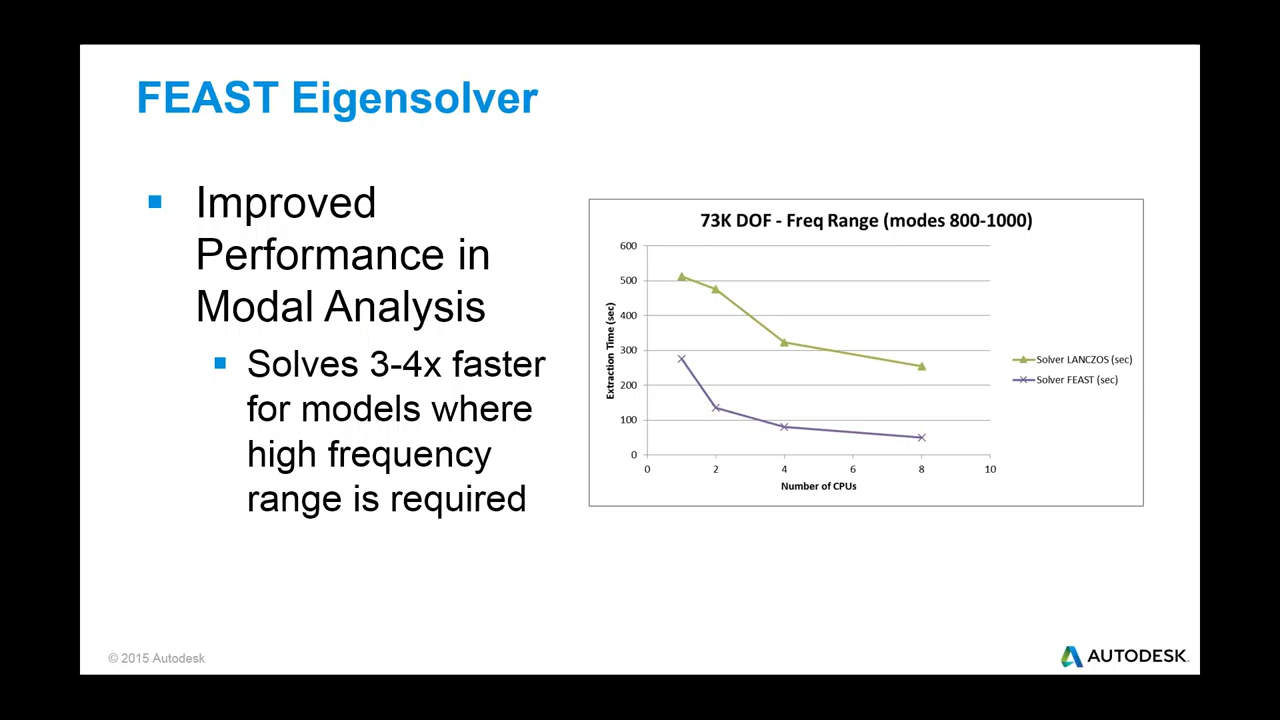 FEAST Eigensolver
Improved
Performance in
Modal Analysis
Solves 3-4x faster
for models where
high frequency
range is required
73K DOF - Freq Range (modes 800-1000)
600
500
400
300
200
100
0
Extraction Time (sec)
0 2 4 6 8 10
Number of CPUs
Solver LANCZOS (sec)
Solver FEAST (sec)
© 2015 Autodesk
AUTODESK.